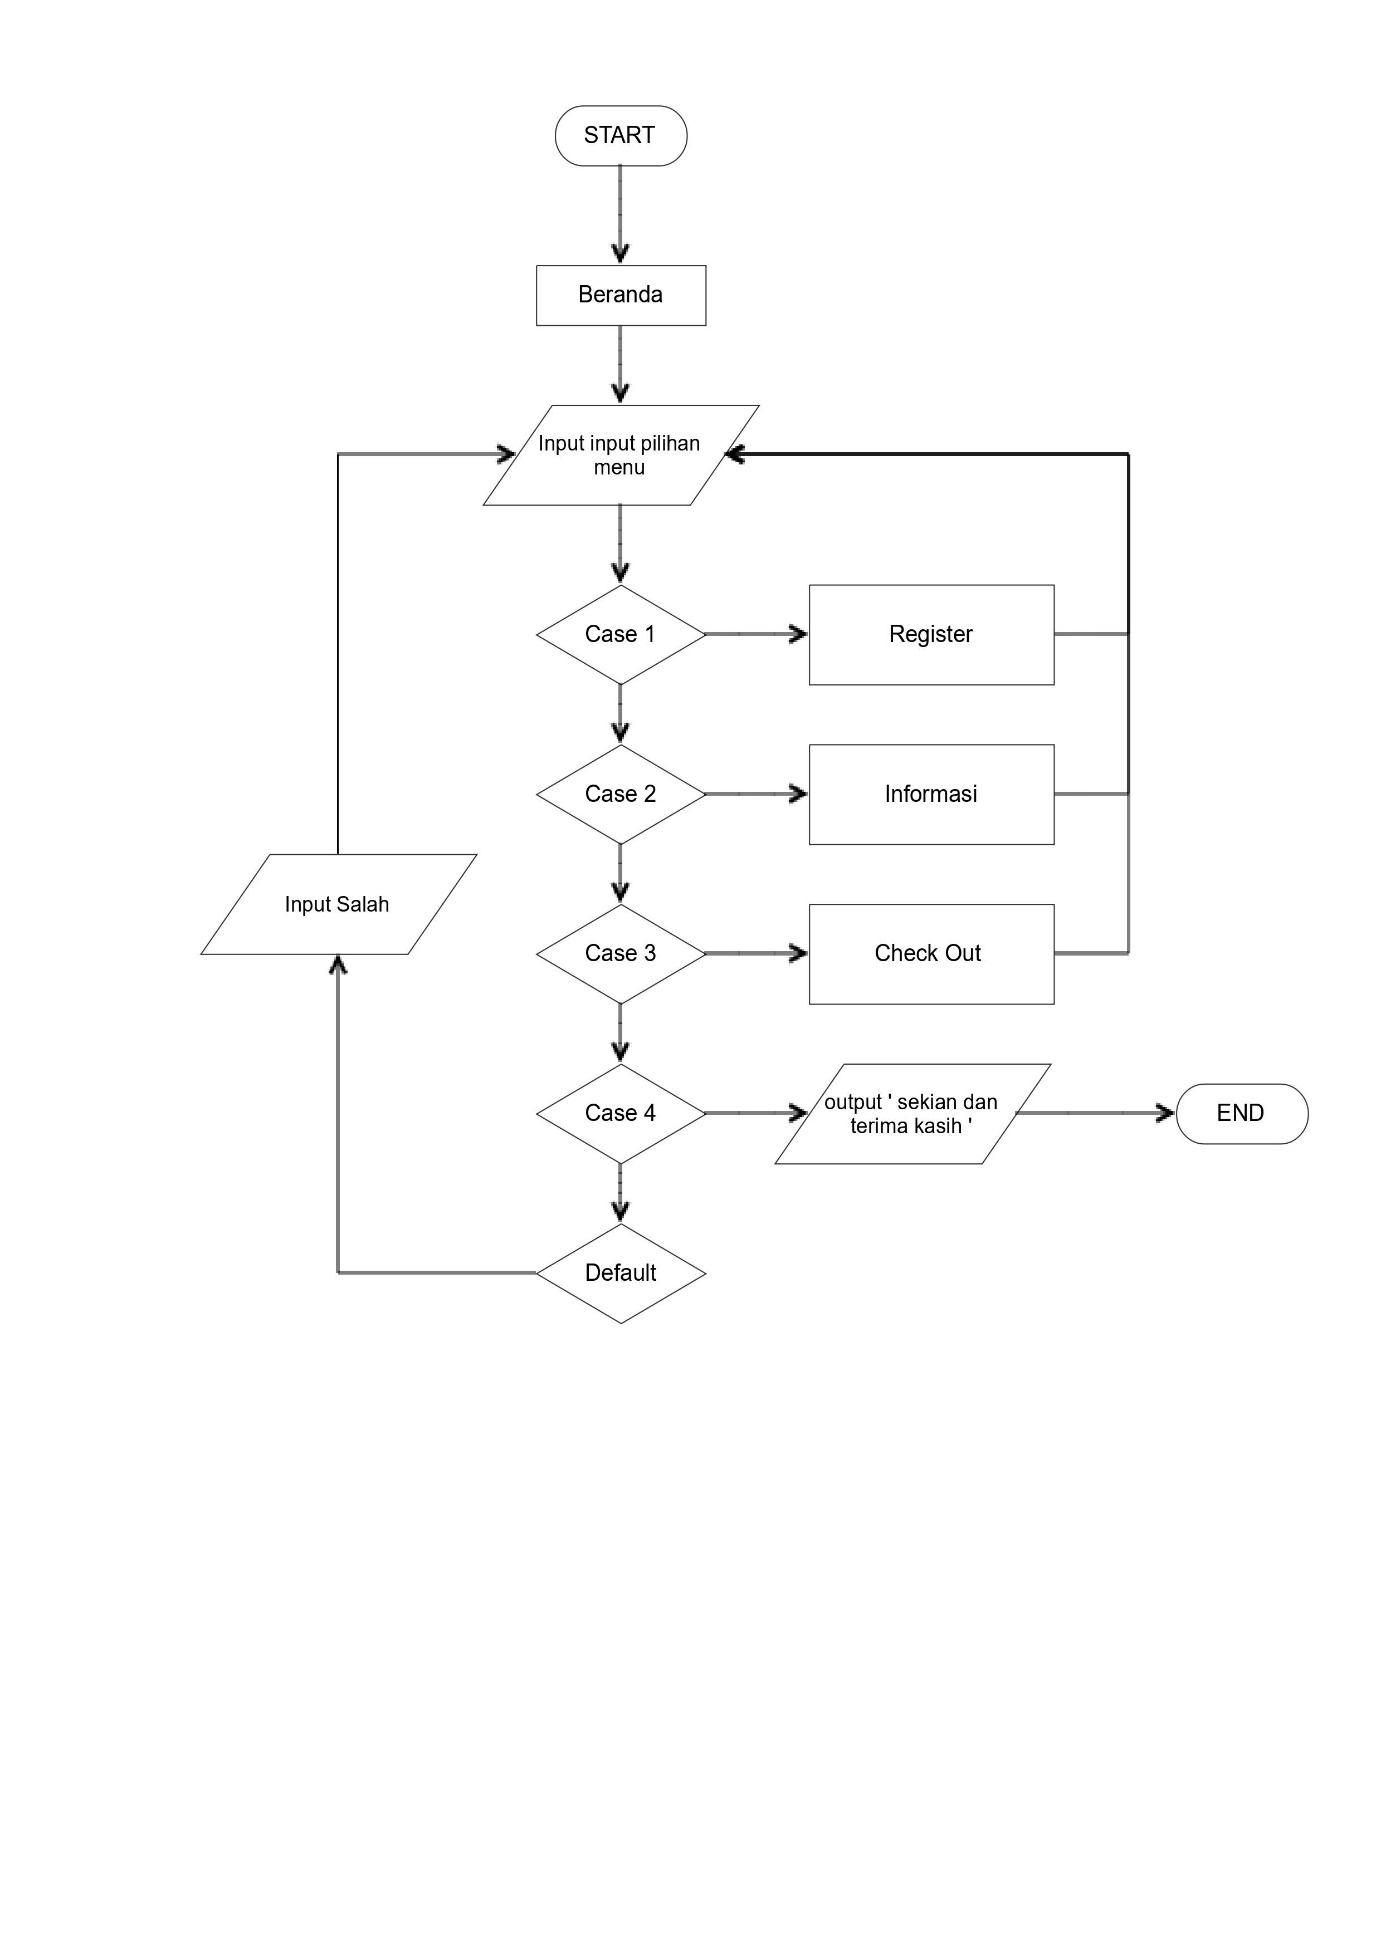 START
Beranda
Input input pilihan
menu
Case 1
Register
Case 2
Informasi
Input Salah
Case 3
Check Out
Case 4
output ' sekian dan
terima kasih '
END
Default